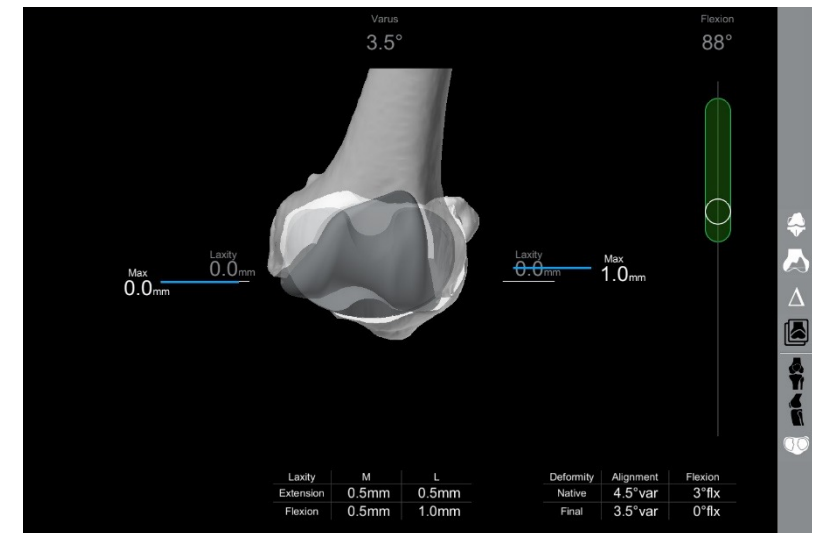 Varus
3.5°
Flexion
88°
Laxity
0.0mm
Max
0.0mm
Laxity
0.0mm
Max
1.0mm
Δ
Laxity M L
Extension 0.5mm 0.5mm
Flexion 0.5mm 1.0mm
Deformity Alignment Flexion
Native 4.5°var 3°flx
Final 3.5°var 0°flx